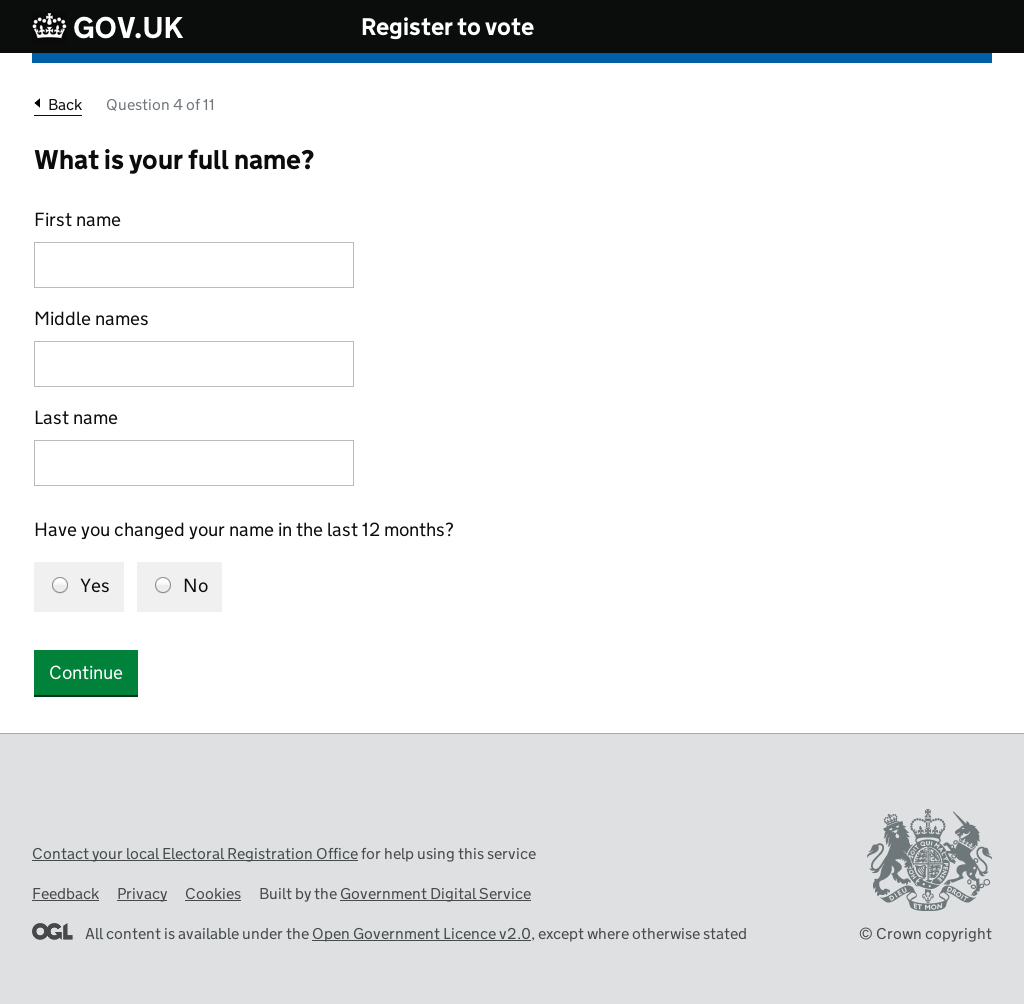 GOV.UK Register to vote
Back Question 4 of 11
What is your full name?
First name
Middle names
Last name
Have you changed your name in the last 12 months?
Yes No
Continue
Contact your local Electoral Registration Office for help using this service
Feedback Privacy Cookies Built by the Government Digital Service
OGL All content is available under the Open Government Licence v2.0, except where otherwise stated
© Crown copyright
DIEU ET MON DROIT